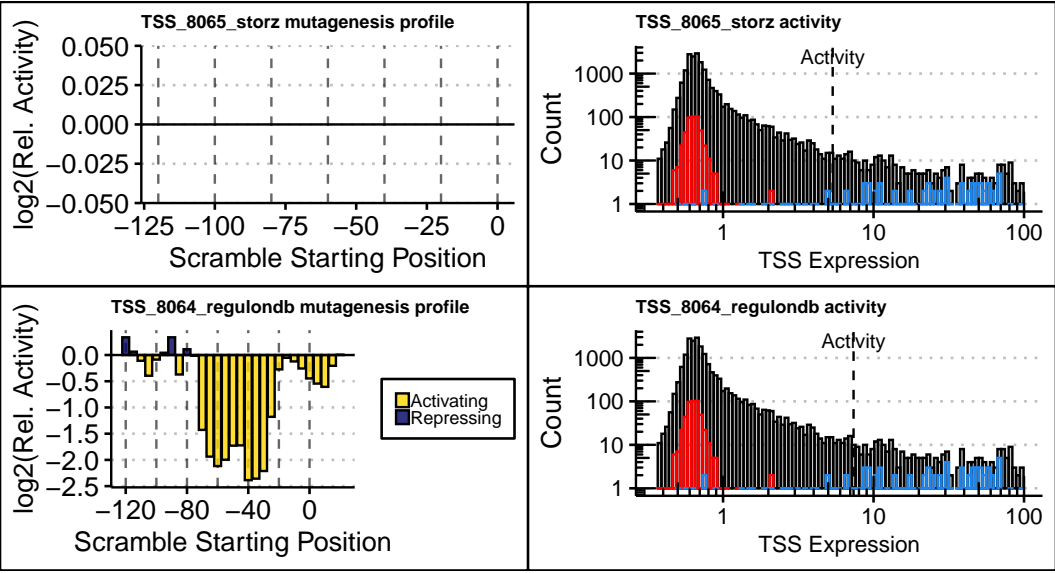 TSS_8065_storz mutagenesis profile
log2(Rel. Activity)
0.050
0.025
0.000
−0.025
−0.050
−125 −100 −75 −50 −25 0
Scramble Starting Position
TSS_8065_storz activity
Activity
Count
1000
100
10
1
1 10 100
TSS Expression
TSS_8064_regulondb mutagenesis profile
log2(Rel. Activity)
0.0
−0.5
−1.0
−1.5
−2.0
−2.5
−120 −80 −40 0
Scramble Starting Position
Activating
Repressing
TSS_8064_regulondb activity
Activity
Count
1000
100
10
1
1 10 100
TSS Expression